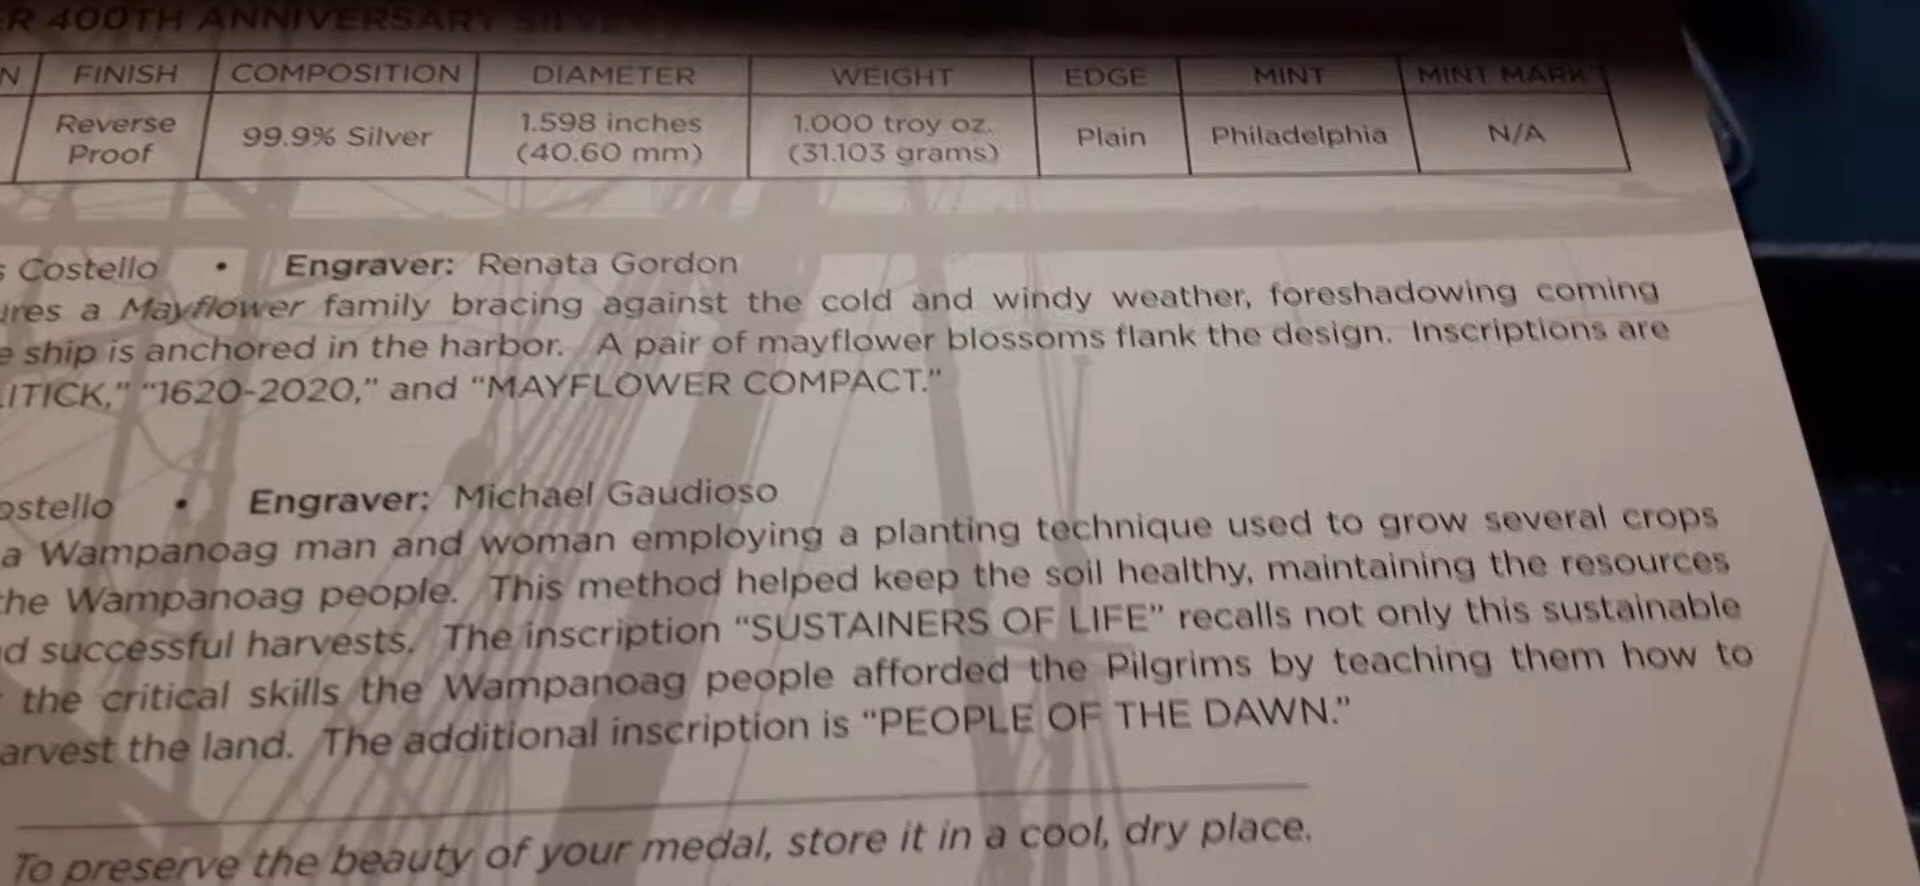 R 400TH ANNIVERSARY
N FINISH COMPOSITION DIAMETER WEIGHT EDGE MINT MINT MARK
Reverse Proof 99.9% Silver 1.598 inches (40.60 mm) 1.000 troy oz. (31.103 grams) Plain Philadelphia N/A
s Costello • Engraver: Renata Gordon
ures a Mayflower family bracing against the cold and windy weather, foreshadowing coming
e ship is anchored in the harbor. A pair of mayflower blossoms flank the design. Inscriptions are
LITICK,” “1620-2020,” and “MAYFLOWER COMPACT.”
ostello • Engraver: Michael Gaudioso
a Wampanoag man and woman employing a planting technique used to grow several crops
the Wampanoag people. This method helped keep the soil healthy, maintaining the resources
d successful harvests. The inscription “SUSTAINERS OF LIFE” recalls not only this sustainable
the critical skills the Wampanoag people afforded the Pilgrims by teaching them how to
arvest the land. The additional inscription is “PEOPLE OF THE DAWN.”
To preserve the beauty of your medal, store it in a cool, dry place.